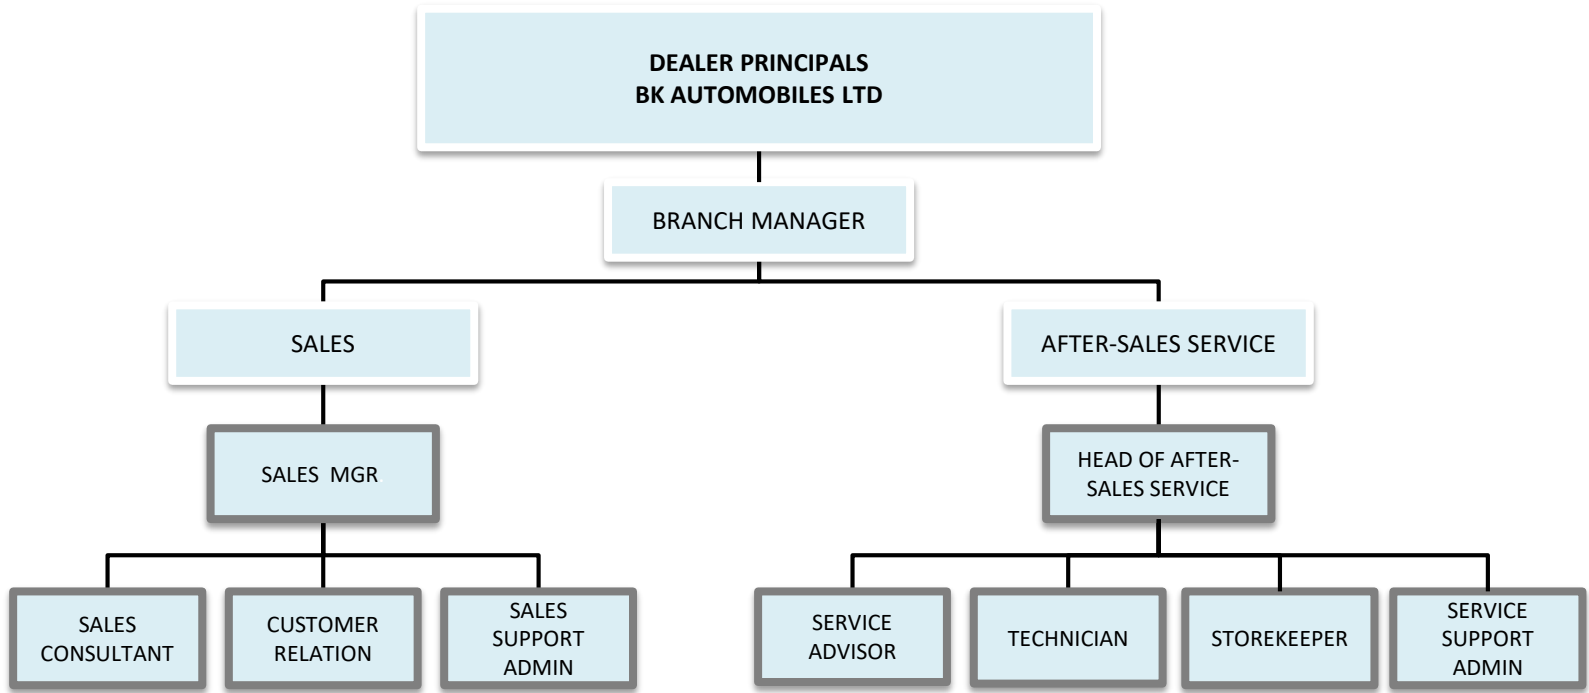 DEALER PRINCIPALS
BK AUTOMOBILES LTD
BRANCH MANAGER
SALES
AFTER-SALES SERVICE
SALES MGR
HEAD OF AFTER-
SALES SERVICE
SALES
CONSULTANT
CUSTOMER
RELATION
SALES
SUPPORT
ADMIN
SERVICE
ADVISOR
TECHNICIAN
STOREKEEPER
SERVICE
SUPPORT
ADMIN